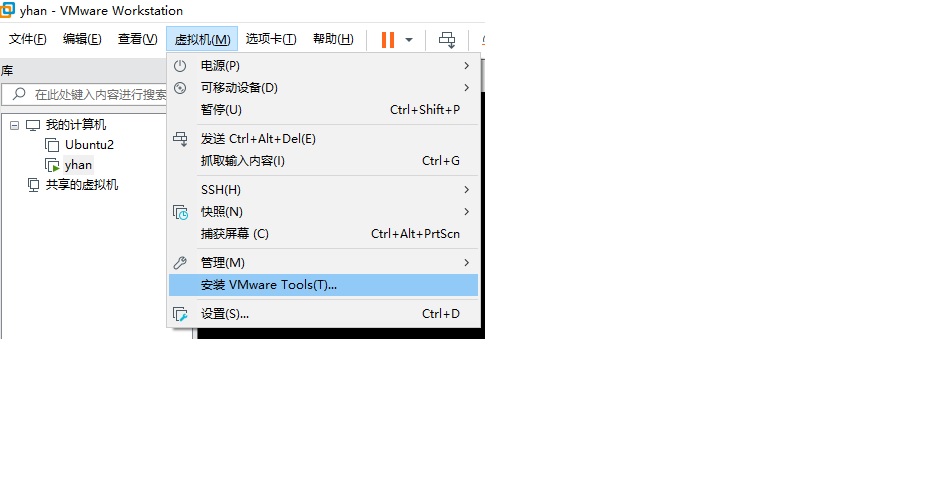 yhan - VMware Workstation
文件(F) 编辑(E) 查看(V) 虚拟机(M) 选项卡(T) 帮助(H)
库
在此处键入内容进行搜索
我的计算机
Ubuntu2
yhan
共享的虚拟机
电源(P)
可移动设备(D)
暂停(U) Ctrl+Shift+P
发送 Ctrl+Alt+Del(E)
抓取输入内容(I) Ctrl+G
SSH(H)
快照(N)
捕获屏幕 (C) Ctrl+Alt+PrtScn
管理(M)
安装 VMware Tools(T)...
设置(S)... Ctrl+D